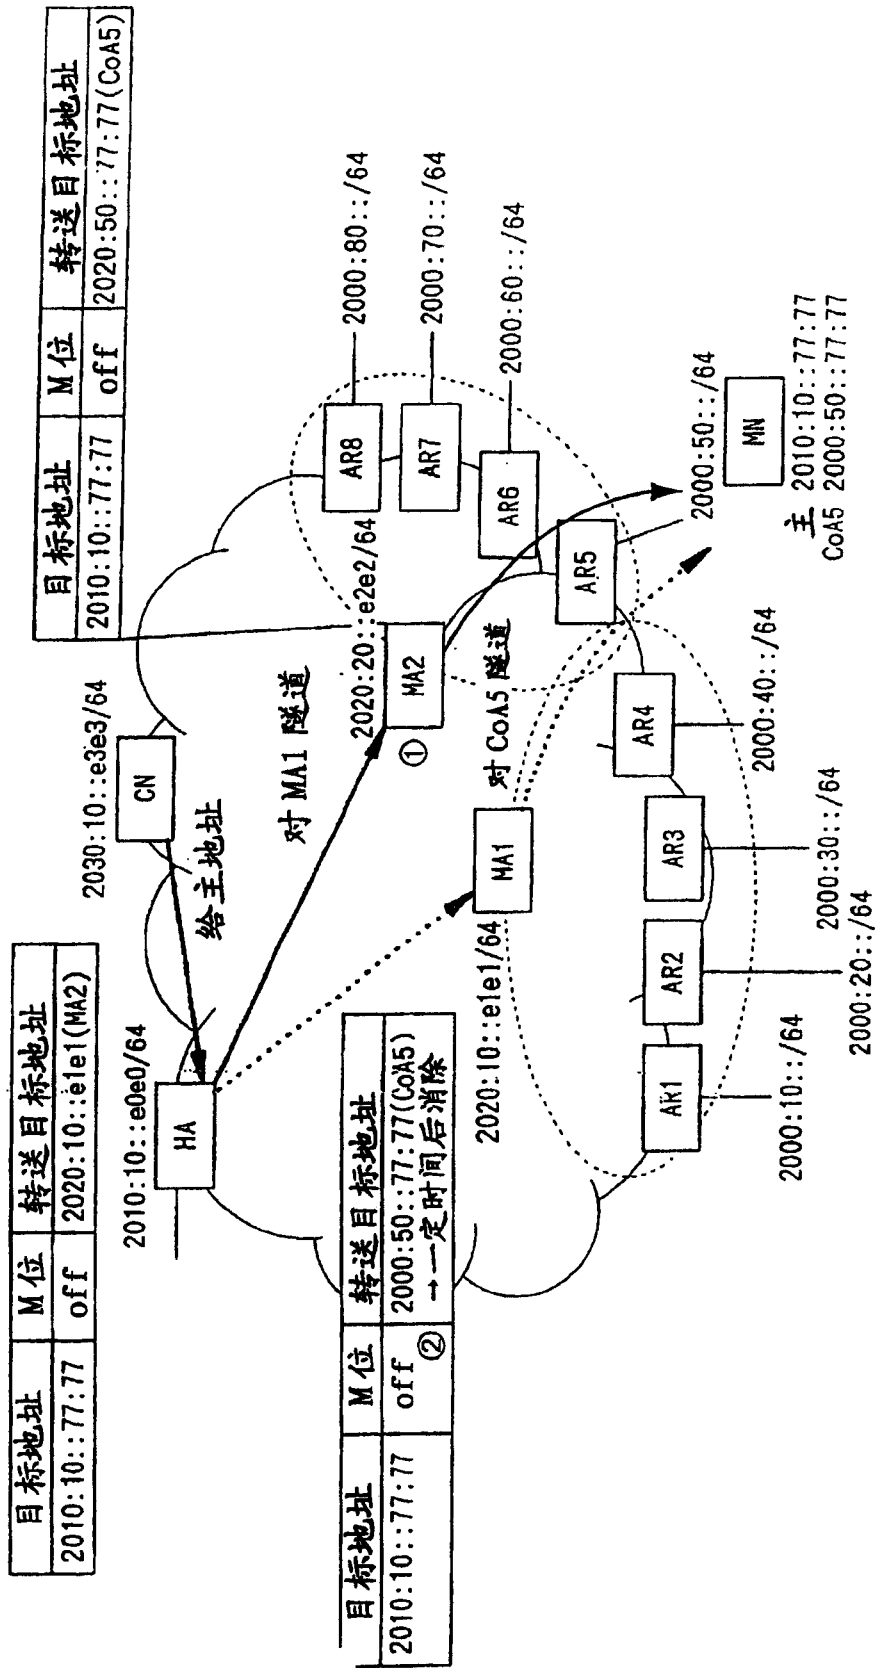 目标地址 M位 转送目标地址
2010:10::77:77 off 2020:10::e1e1(MA2)
目标地址 M位 转送目标地址
2010:10::77:77 off 2020:50::77:77(CoA5)
2010:10::e0e0/64
HA
2030:10::e3e3/64
CN
给主地址
对MA1隧道
2020:20::e2e2/64
MA2
①
目标地址 M位 转送目标地址
2010:10::77:77 off 2000:50::77:77(CoA5)
② →一定时间后消除
2020:10::e1e1/64
MA1
对CoA5隧道
AR8
2000:80::/64
AR7
2000:70::/64
AR6
2000:60::/64
AR5
2000:50::/64
AR4
2000:40::/64
AR3
2000:30::/64
AR2
2000:20::/64
AR1
2000:10::/64
MN
主 2010:10::77:77
CoA5 2000:50::77:77